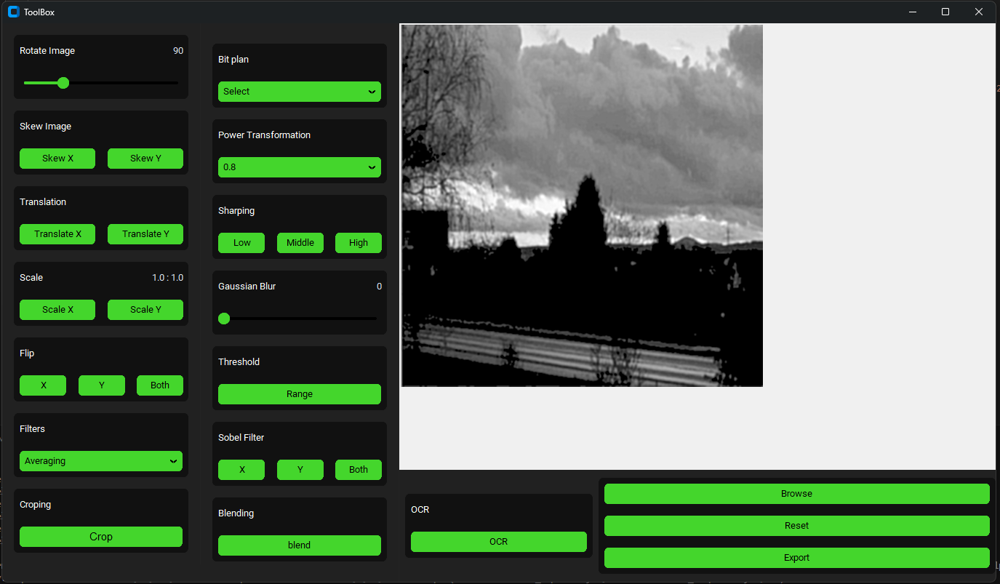 ToolBox
Rotate Image 90
Skew Image
Skew X Skew Y
Translation
Translate X Translate Y
Scale 1.0 : 1.0
Scale X Scale Y
Flip
X Y Both
Filters
Averaging
Croping
Crop
Bit plan
Select
Power Transformation
0.8
Sharping
Low Middle High
Gaussian Blur 0
Threshold
Range
Sobel Filter
X Y Both
Blending
blend
OCR
OCR
Browse
Reset
Export